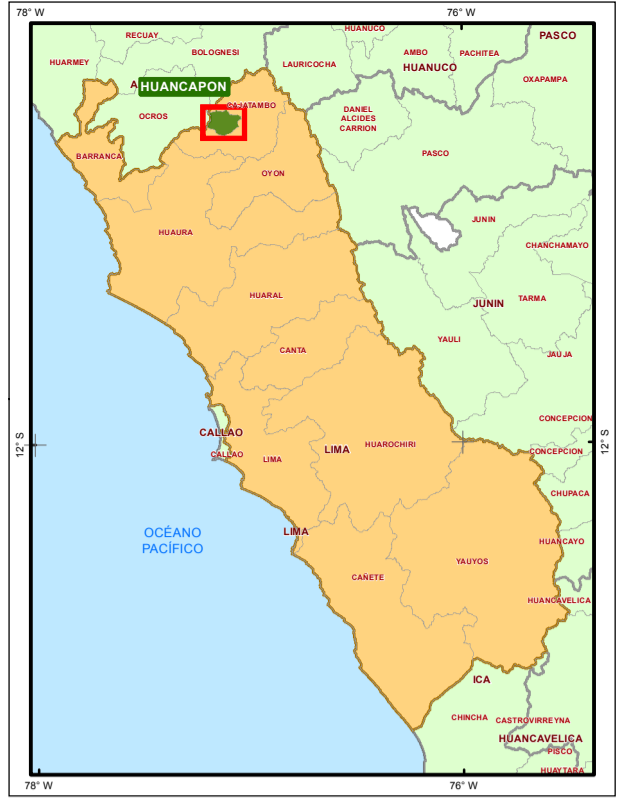 78° W
76° W
HUANUCO
PASCO
RECUAY
BOLOGNESI
AMBO
PACHITEA
HUARMEY
LAURICOCHA
HUANUCO
OXAPAMPA
A
HUANCAPON
CAJATAMBO
OCROS
DANIEL
ALCIDES
CARRION
BARRANCA
PASCO
OYON
JUNIN
HUAURA
CHANCHAMAYO
HUARAL
JUNIN
TARMA
YAULI
CANTA
JAUJA
CONCEPCION
12° S
CALLAO
CALLAO
LIMA
LIMA
HUAROCHIRI
12° S
CONCEPCION
CHUPACA
OCÉANO
PACÍFICO
LIMA
HUANCAYO
YAUYOS
CAÑETE
HUANCAVELICA
ICA
CHINCHA
CASTROVIRREYNA
HUANCAVELICA
PISCO
HUAYTARA
78° W
76° W